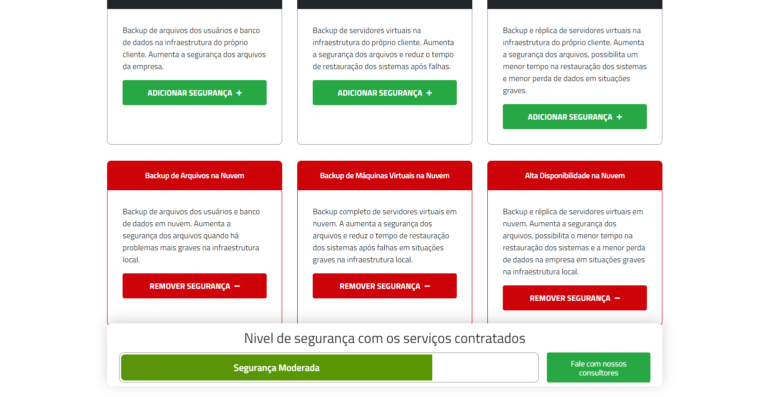 Backup de arquivos dos usuários e banco
de dados na infraestrutura do próprio
cliente. Aumenta a segurança dos arquivos
da empresa.
ADICIONAR SEGURANÇA +
Backup de servidores virtuais na
infraestrutura do próprio cliente. Aumenta
a segurança dos arquivos e reduz o tempo
de restauração dos sistemas após falhas.
ADICIONAR SEGURANÇA +
Backup e réplica de servidores virtuais na
infraestrutura do próprio cliente. Aumenta
a segurança dos arquivos, possibilita um
menor tempo na restauração dos sistemas
e menor perda de dados em situações
graves.
ADICIONAR SEGURANÇA +
Backup de Arquivos na Nuvem
Backup de arquivos dos usuários e banco
de dados em nuvem. Aumenta a
segurança dos arquivos quando há
problemas mais graves na infraestrutura
local.
REMOVER SEGURANÇA −
Backup de Máquinas Virtuais na Nuvem
Backup completo de servidores virtuais em
nuvem. A aumenta a segurança dos
arquivos e reduz o tempo de restauração
dos sistemas após falhas em situações
graves na infraestrutura local.
REMOVER SEGURANÇA −
Alta Disponibilidade na Nuvem
Backup e réplica de servidores virtuais em
nuvem. Aumenta a segurança dos
arquivos, possibilita o menor tempo na
restauração dos sistemas e a menor perda
de dados na empresa em situações graves
na infraestrutura local.
REMOVER SEGURANÇA −
Nivel de segurança com os serviços contratados
Segurança Moderada
Fale com nossos
consultores